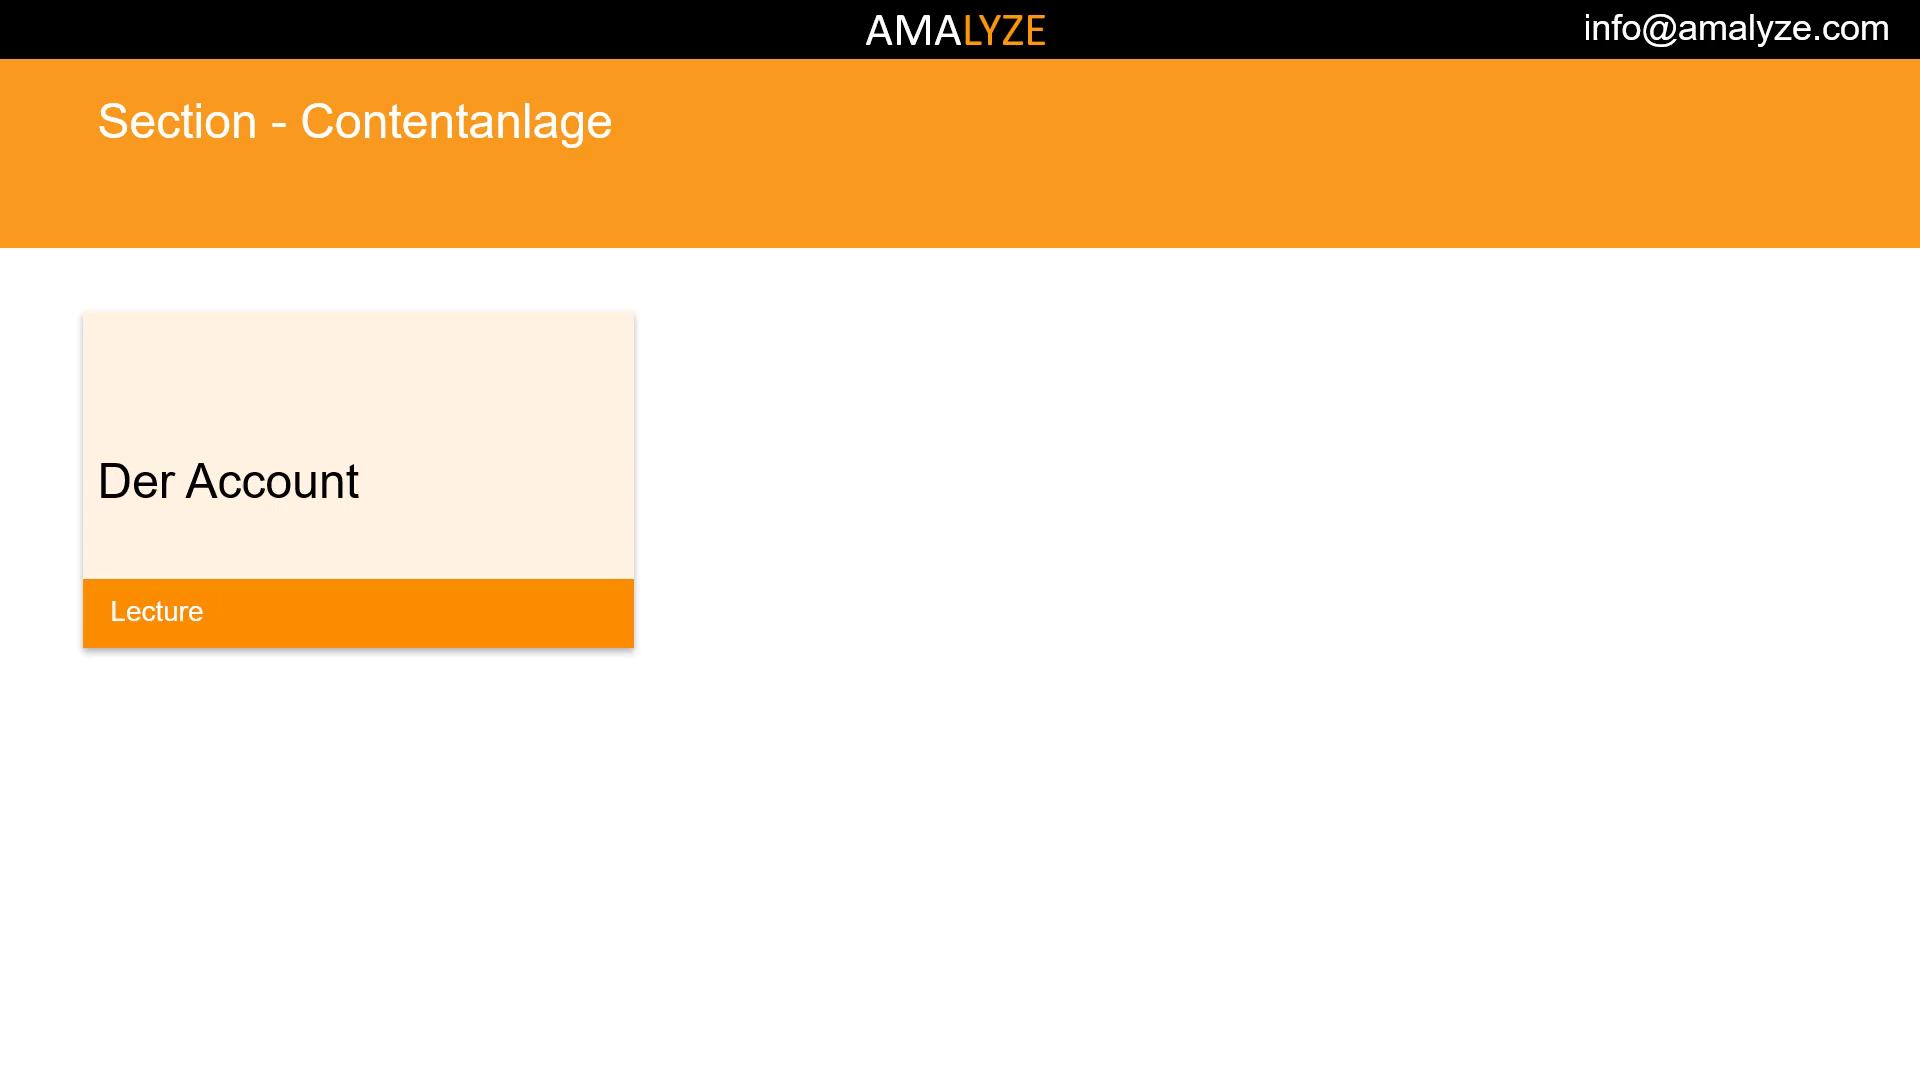 AMALYZE
info@amalyze.com
Section - Contentanlage
Der Account
Lecture